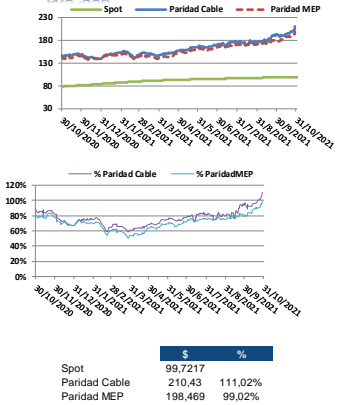 Spot Paridad Cable Paridad MEP
230
180
130
80
30
30/10/2020 30/11/2020 31/12/2020 31/1/2021 28/2/2021 31/3/2021 30/4/2021 31/5/2021 30/6/2021 31/7/2021 31/8/2021 30/9/2021 31/10/2021
% Paridad Cable % ParidadMEP
120%
100%
80%
60%
40%
20%
0%
30/10/2020 30/11/2020 31/12/2020 31/1/2021 28/2/2021 31/3/2021 30/4/2021 31/5/2021 30/6/2021 31/7/2021 31/8/2021 30/9/2021 31/10/2021
$ %
Spot 99,7217
Paridad Cable 210,43 111,02%
Paridad MEP 198,469 99,02%